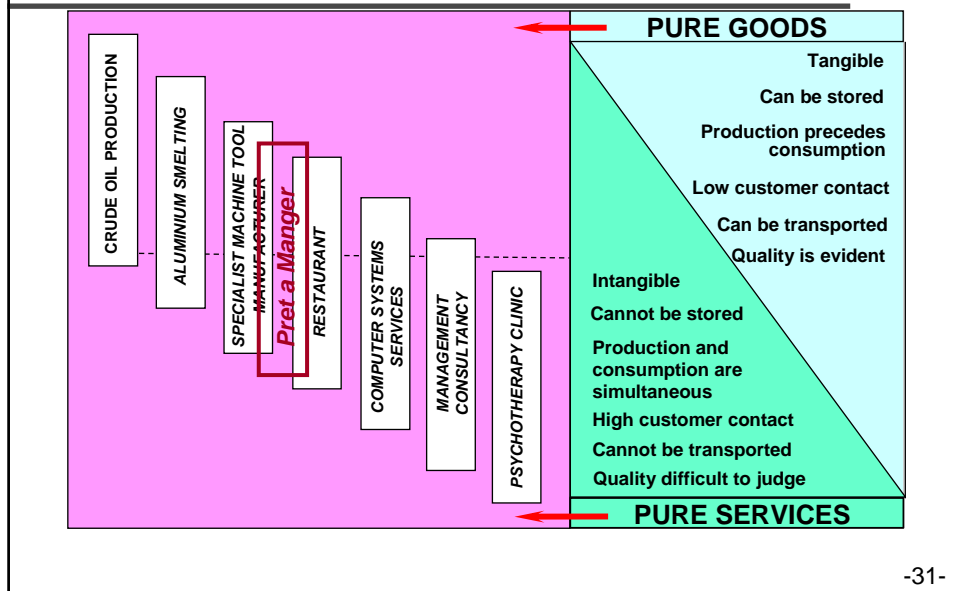 PURE GOODS
Tangible
Can be stored
Production precedes
consumption
Low customer contact
Can be transported
Quality is evident
CRUDE OIL PRODUCTION
ALUMINIUM SMELTING
SPECIALIST MACHINE TOOL
MANUFACTURER
Pret a Manger
RESTAURANT
COMPUTER SYSTEMS
SERVICES
MANAGEMENT
CONSULTANCY
PSYCHOTHERAPY CLINIC
Intangible
Cannot be stored
Production and
consumption are
simultaneous
High customer contact
Cannot be transported
Quality difficult to judge
PURE SERVICES
-31-